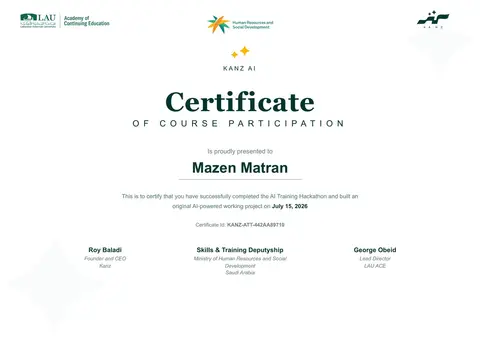 LAU
Academy of
Continuing Education
Human Resources and
Social Development
KANZ
KANZ AI
Certificate
OF COURSE PARTICIPATION
Is proudly presented to
Mazen Matran
This is to certify that you have successfully completed the AI Training Hackathon and built an
original AI-powered working project on July 15, 2026
Certificate Id: KANZ-ATT-442AA89710
Roy Baladi
Founder and CEO
Kanz
Skills & Training Deputyship
Ministry of Human Resources and Social
Development
Saudi Arabia
George Obeid
Lead Director
LAU ACE